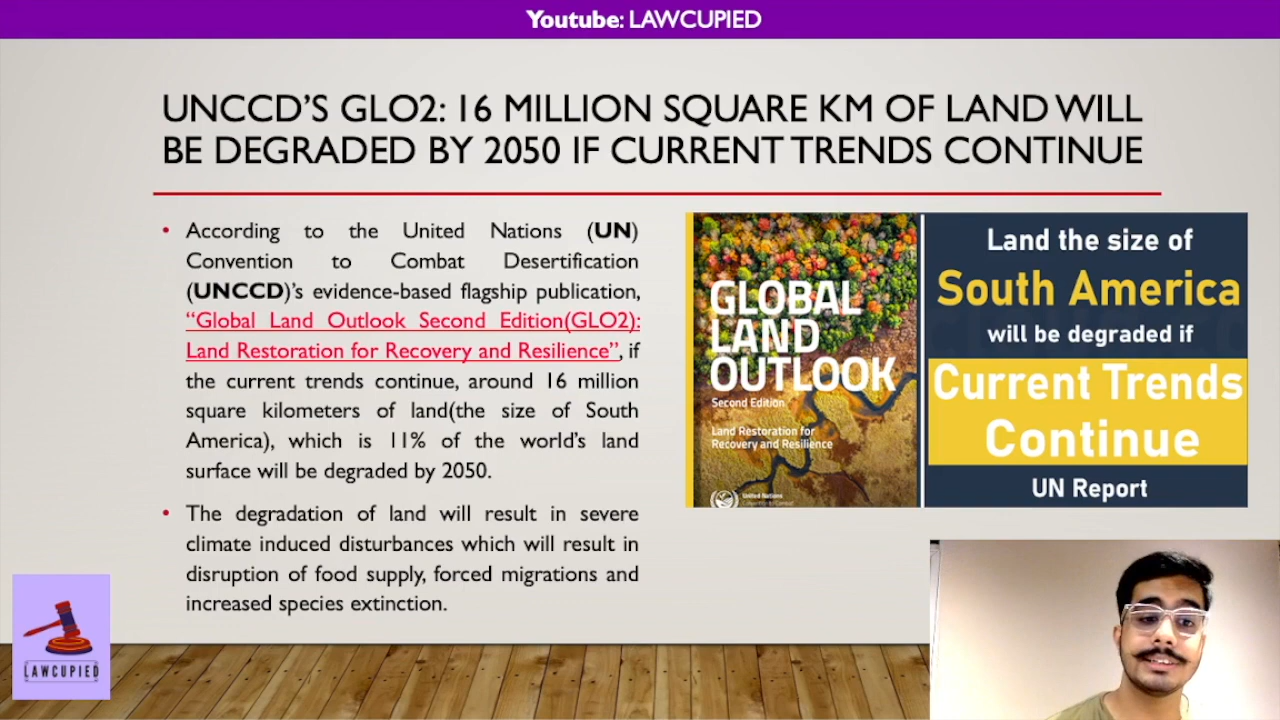 Youtube: LAWCUPIED
UNCCD'S GLO2: 16 MILLION SQUARE KM OF LAND WILL
BE DEGRADED BY 2050 IF CURRENT TRENDS CONTINUE
• According to the United Nations (UN)
Convention to Combat Desertification
(UNCCD)'s evidence-based flagship publication,
“Global Land Outlook Second Edition(GLO2):
Land Restoration for Recovery and Resilience”, if
the current trends continue, around 16 million
square kilometers of land(the size of South
America), which is 11% of the world's land
surface will be degraded by 2050.
• The degradation of land will result in severe
climate induced disturbances which will result in
disruption of food supply, forced migrations and
increased species extinction.
GLOBAL
LAND
OUTLOOK
Second Edition
Land Restoration for
Recovery and Resilience
United Nations
Land the size of
South America
will be degraded if
Current Trends
Continue
UN Report
LAWCUPIED